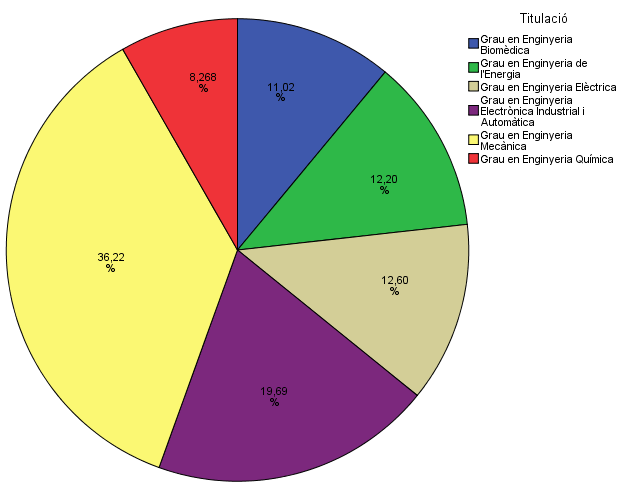 Titulació
Grau en Enginyeria
Biomèdica
Grau en Enginyeria de
l'Energia
Grau en Enginyeria Elèctrica
Grau en Enginyeria
Electrònica Industrial i
Automàtica
Grau en Enginyeria
Mecànica
Grau en Enginyeria Química
8,268
%
11,02
%
12,20
%
36,22
%
12,60
%
19,69
%